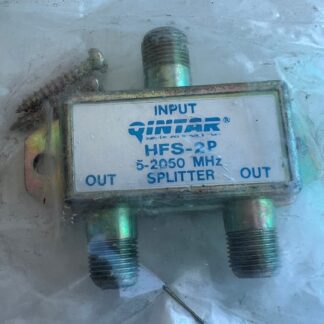 INPUT
QINTAR®
HFS-2P
5-2050 MHz
OUT SPLITTER OUT